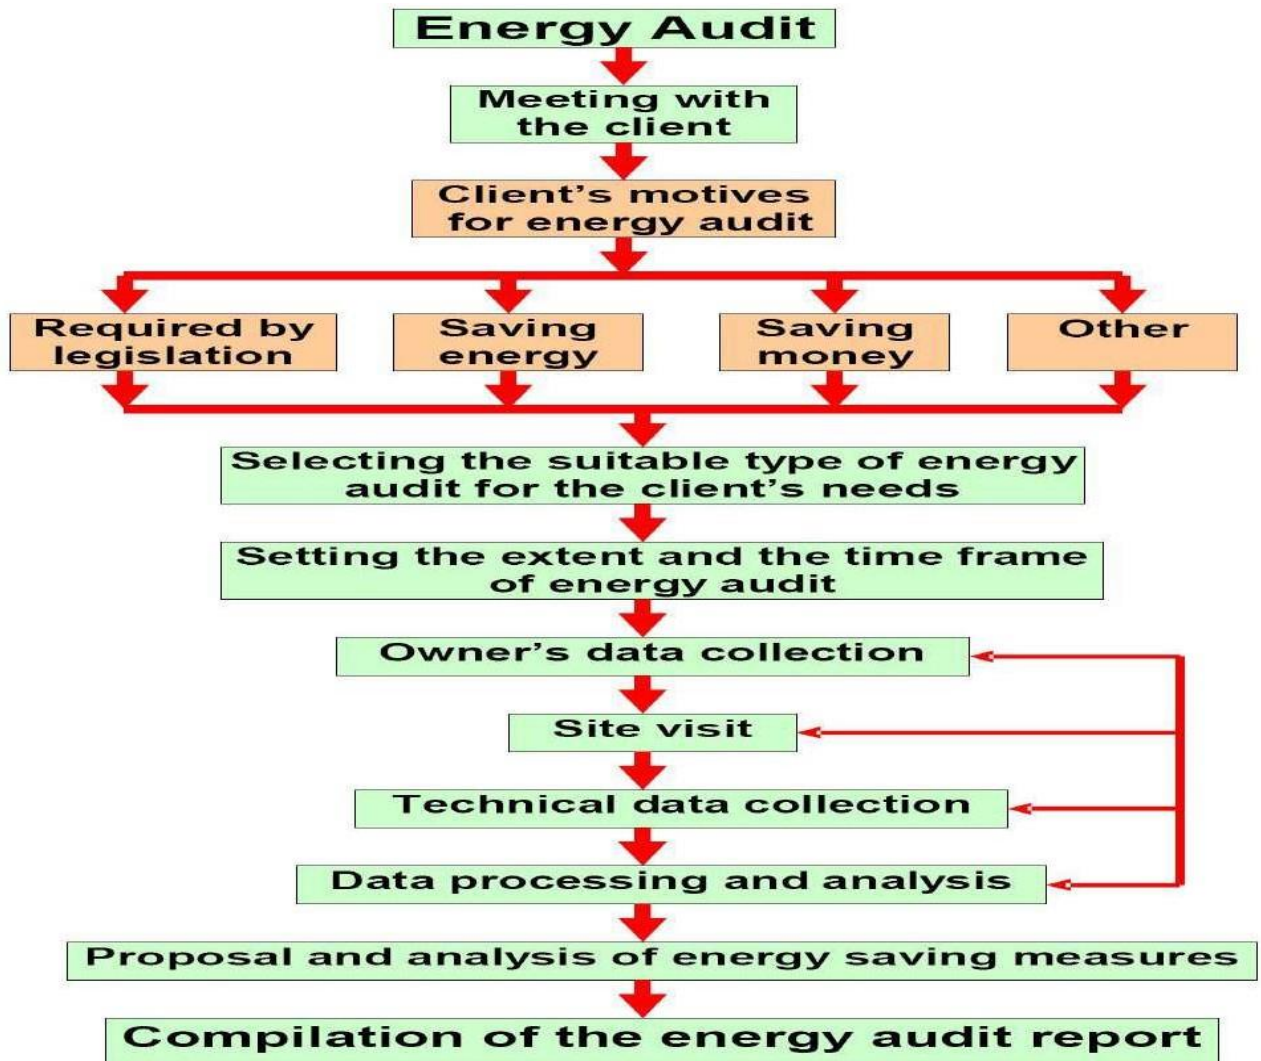 Energy Audit
Meeting with
the client
Client's motives
for energy audit
Required by
legislation
Saving
energy
Saving
money
Other
Selecting the suitable type of energy
audit for the client's needs
Setting the extent and the time frame
of energy audit
Owner's data collection
Site visit
Technical data collection
Data processing and analysis
Proposal and analysis of energy saving measures
Compilation of the energy audit report